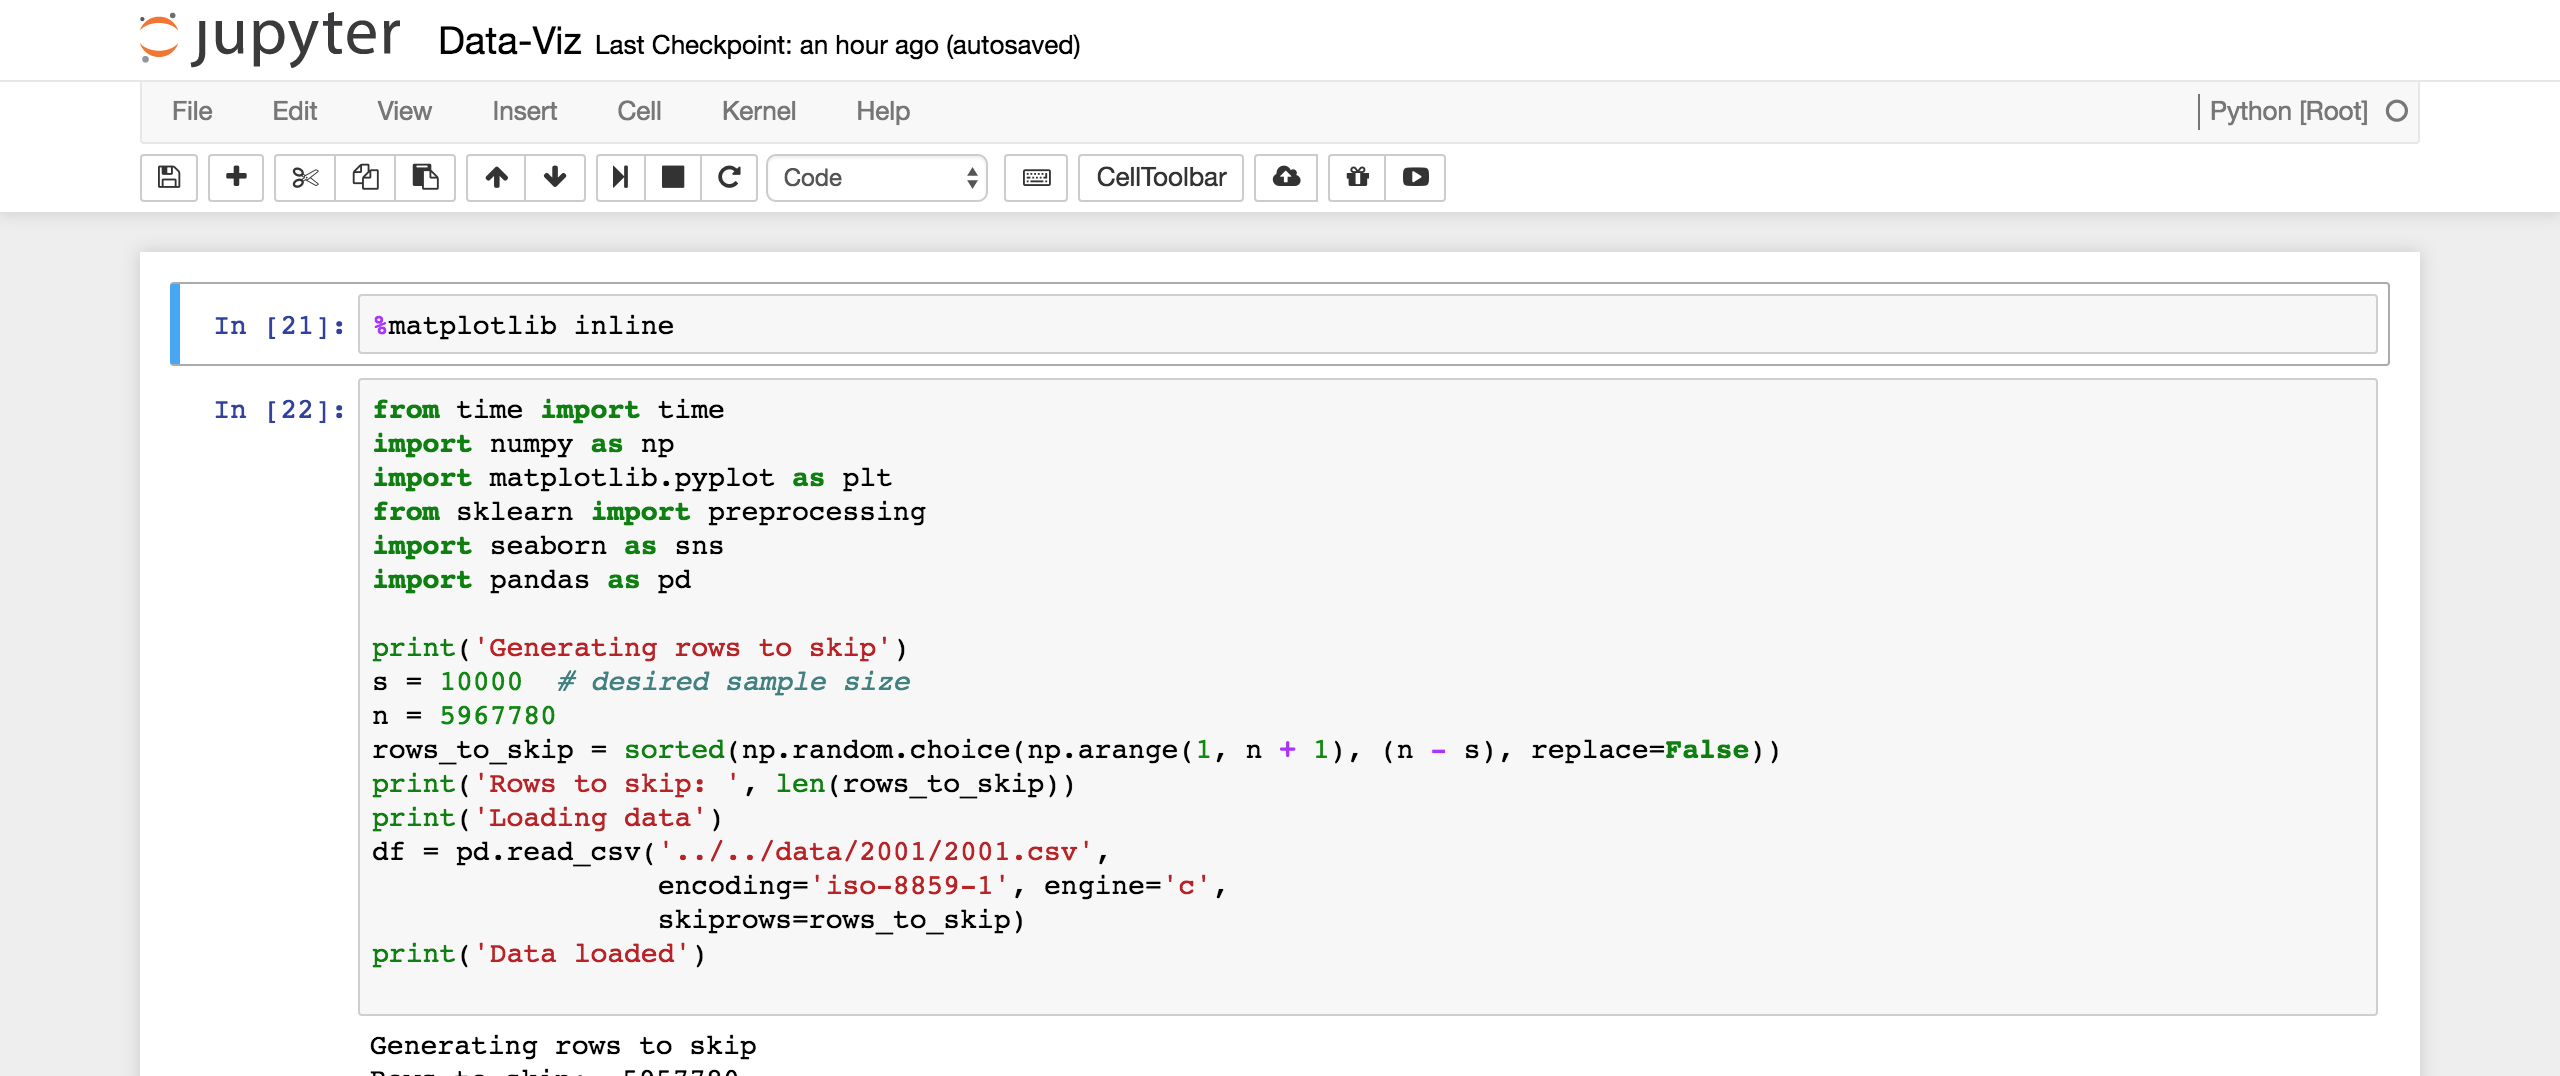 jupyter Data-Viz Last Checkpoint: an hour ago (autosaved)
File Edit View Insert Cell Kernel Help Python [Root]
Code CellToolbar
In [21]: %matplotlib inline
In [22]: from time import time
import numpy as np
import matplotlib.pyplot as plt
from sklearn import preprocessing
import seaborn as sns
import pandas as pd
print('Generating rows to skip')
s = 10000  # desired sample size
n = 5967780
rows_to_skip = sorted(np.random.choice(np.arange(1, n + 1), (n - s), replace=False))
print('Rows to skip: ', len(rows_to_skip))
print('Loading data')
df = pd.read_csv('../../data/2001/2001.csv',
                 encoding='iso-8859-1', engine='c',
                 skiprows=rows_to_skip)
print('Data loaded')
Generating rows to skip
Rows to skip:  5957780